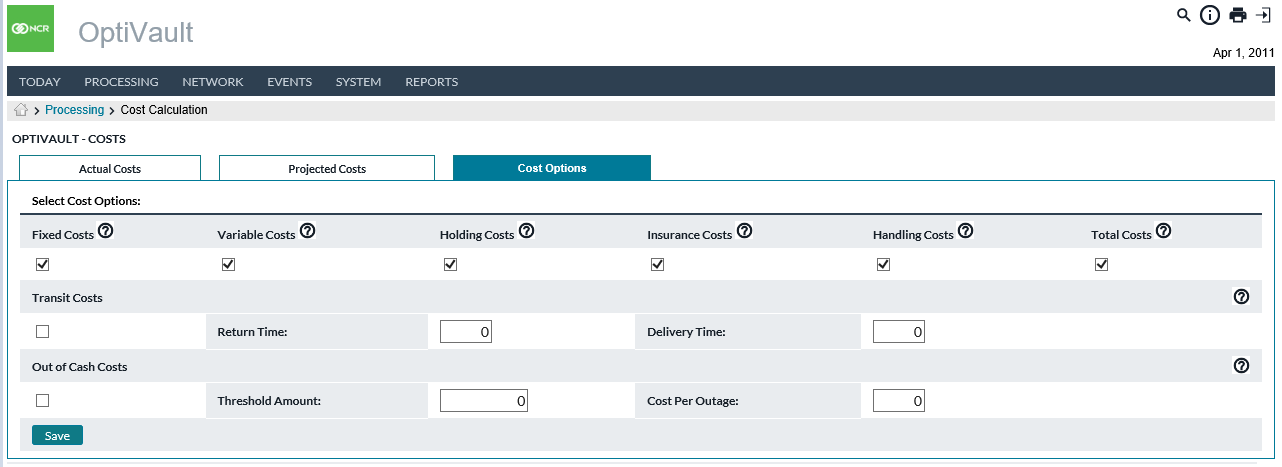 NCR
OptiVault
Apr 1, 2011
TODAY PROCESSING NETWORK EVENTS SYSTEM REPORTS
> Processing > Cost Calculation
OPTIVAULT - COSTS
Actual Costs Projected Costs Cost Options
Select Cost Options:
Fixed Costs ? Variable Costs ? Holding Costs ? Insurance Costs ? Handling Costs ? Total Costs ?
Transit Costs ?
Return Time: 0 Delivery Time: 0
Out of Cash Costs ?
Threshold Amount: 0 Cost Per Outage: 0
Save